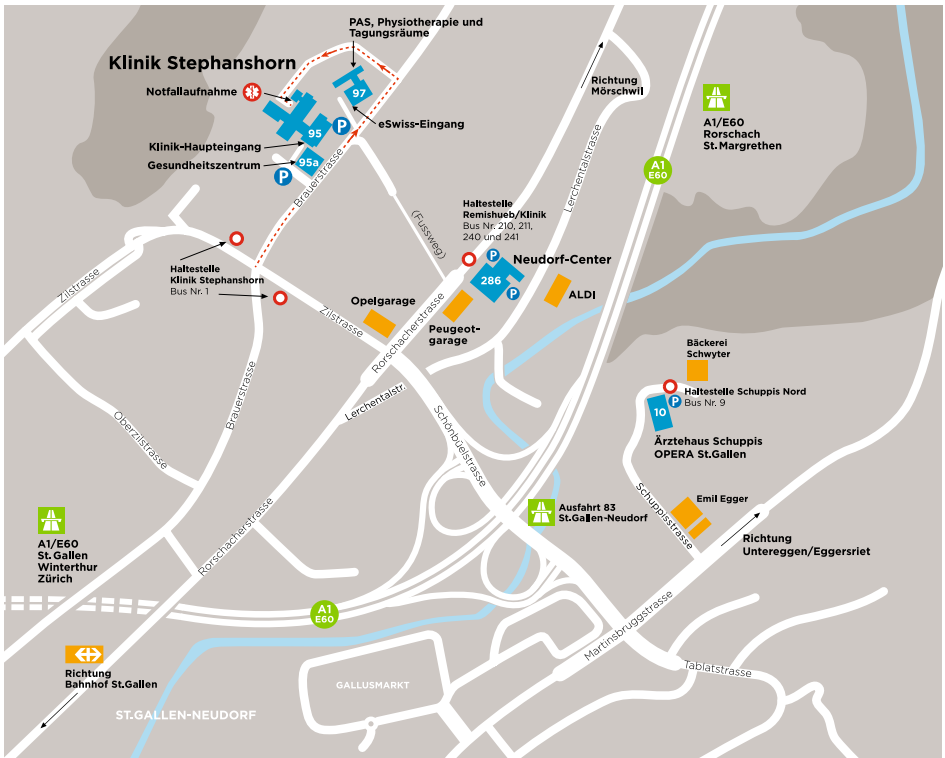 PAS, Physiotherapie und
Tagungsräume
Klinik Stephanshorn
Notfallaufnahme
97
eSwiss-Eingang
P
95
Klinik-Haupteingang
Gesundheitszentrum
95a
P
Brauerstrasse
Richtung
Mörschwil
A1/E60
Rorschach
St.Margrethen
A1
E60
Lerchentalstrasse
(Fussweg)
Haltestelle
Remishueb/Klinik
Bus Nr. 210, 211,
240 und 241
P
Neudorf-Center
286
P
ALDI
Zilstrasse
Haltestelle
Klinik Stephanshorn
Bus Nr. 1
Zilstrasse
Opelgarage
Peugeot-
garage
Rorschacherstrasse
Lerchentalstr.
Bäckerei
Schwyter
Haltestelle Schuppis Nord
P
Bus Nr. 9
10
Ärztehaus Schuppis
OPERA St.Gallen
Brauerstrasse
Oberzilstrasse
Schönbüelstrasse
Schuppisstrasse
Emil Egger
Ausfahrt 83
St.Gallen-Neudorf
Richtung
Untereggen/Eggersriet
A1/E60
St.Gallen
Winterthur
Zürich
Rorschacherstrasse
A1
E60
Martinsbruggstrasse
Tablatstrasse
Richtung
Bahnhof St.Gallen
GALLUSMARKT
ST.GALLEN-NEUDORF